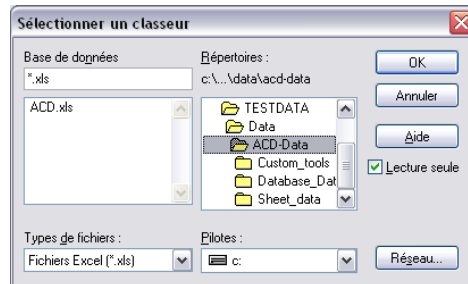 Sélectionner un classeur
Base de données
*.xls
ACD.xls
Répertoires :
c:\...\data\acd-data
TESTDATA
Data
ACD-Data
Custom_tools
Database_Dat
Sheet_data
OK
Annuler
Aide
Lecture seule
Types de fichiers :
Fichiers Excel (*.xls)
Pilotes :
c:
Réseau...